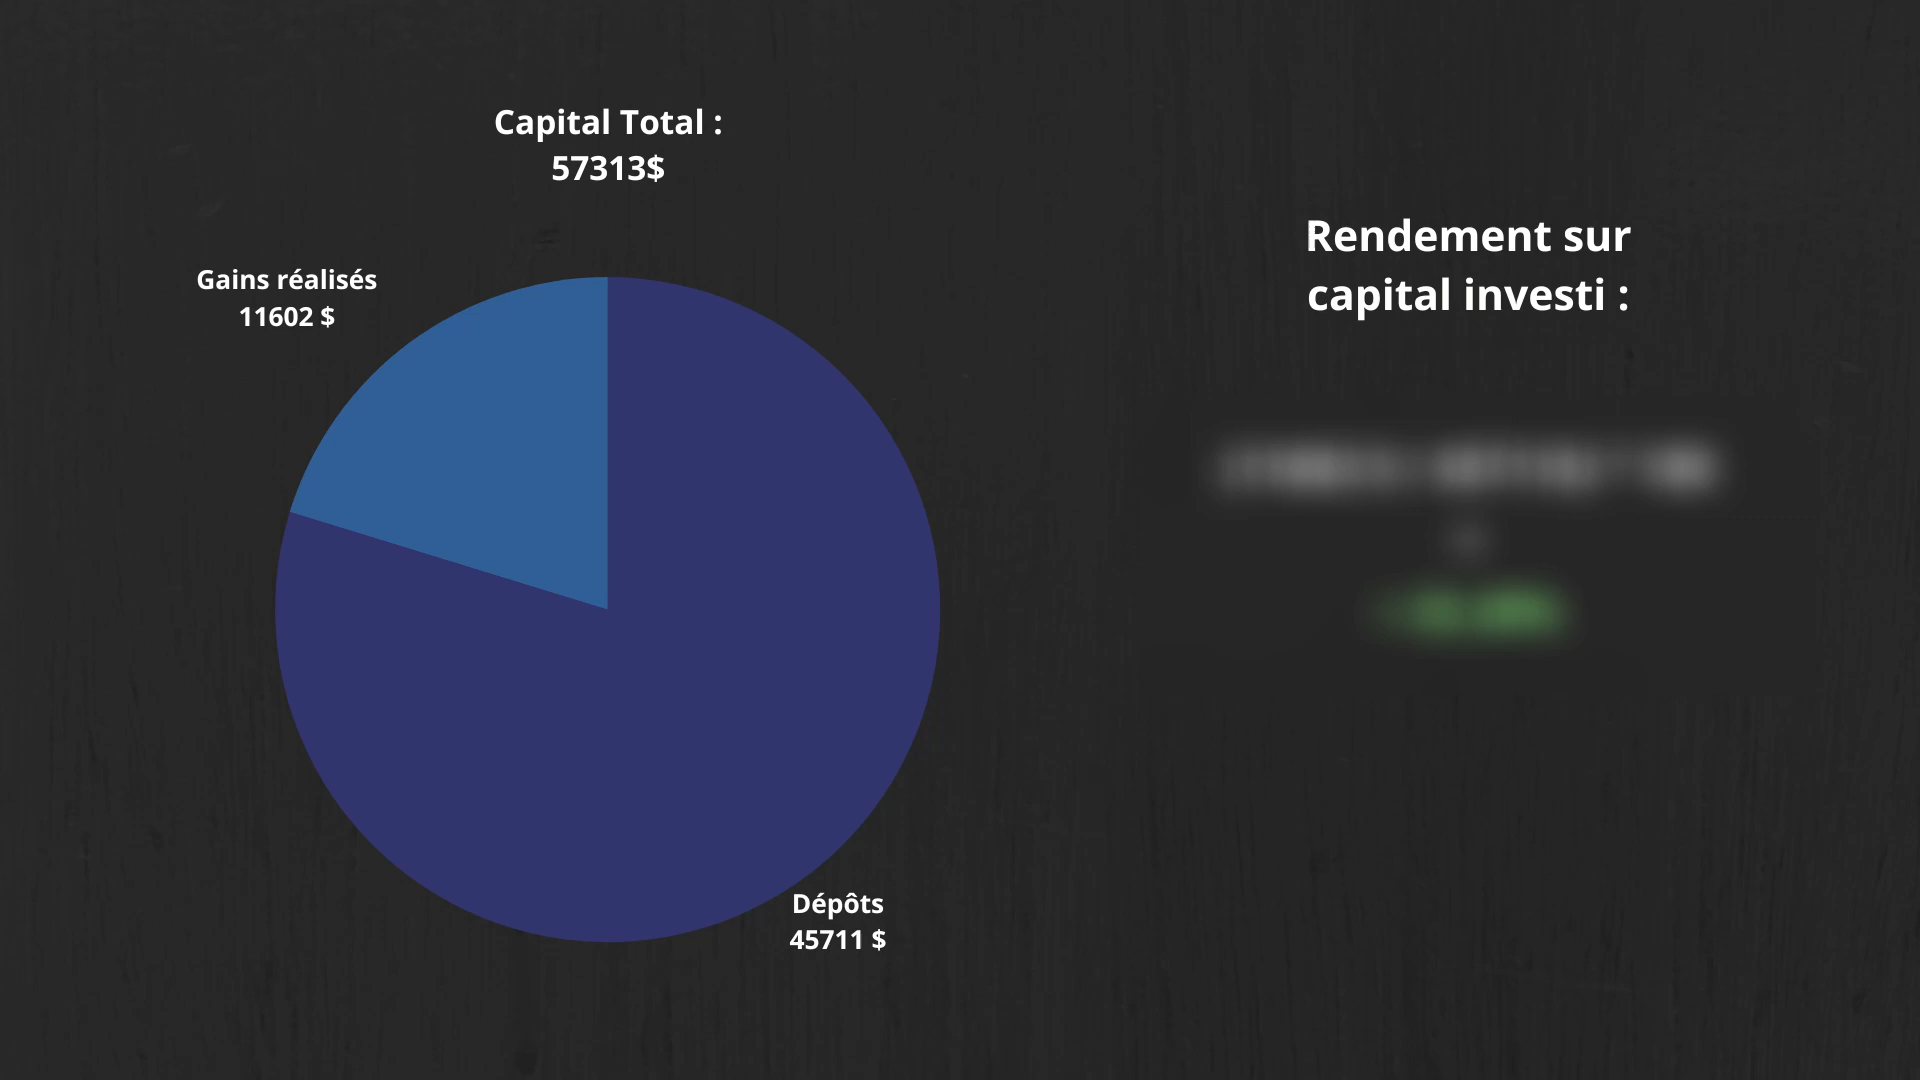 Capital Total :
57313$
Gains réalisés
11602 $
Dépôts
45711 $
Rendement sur
capital investi :